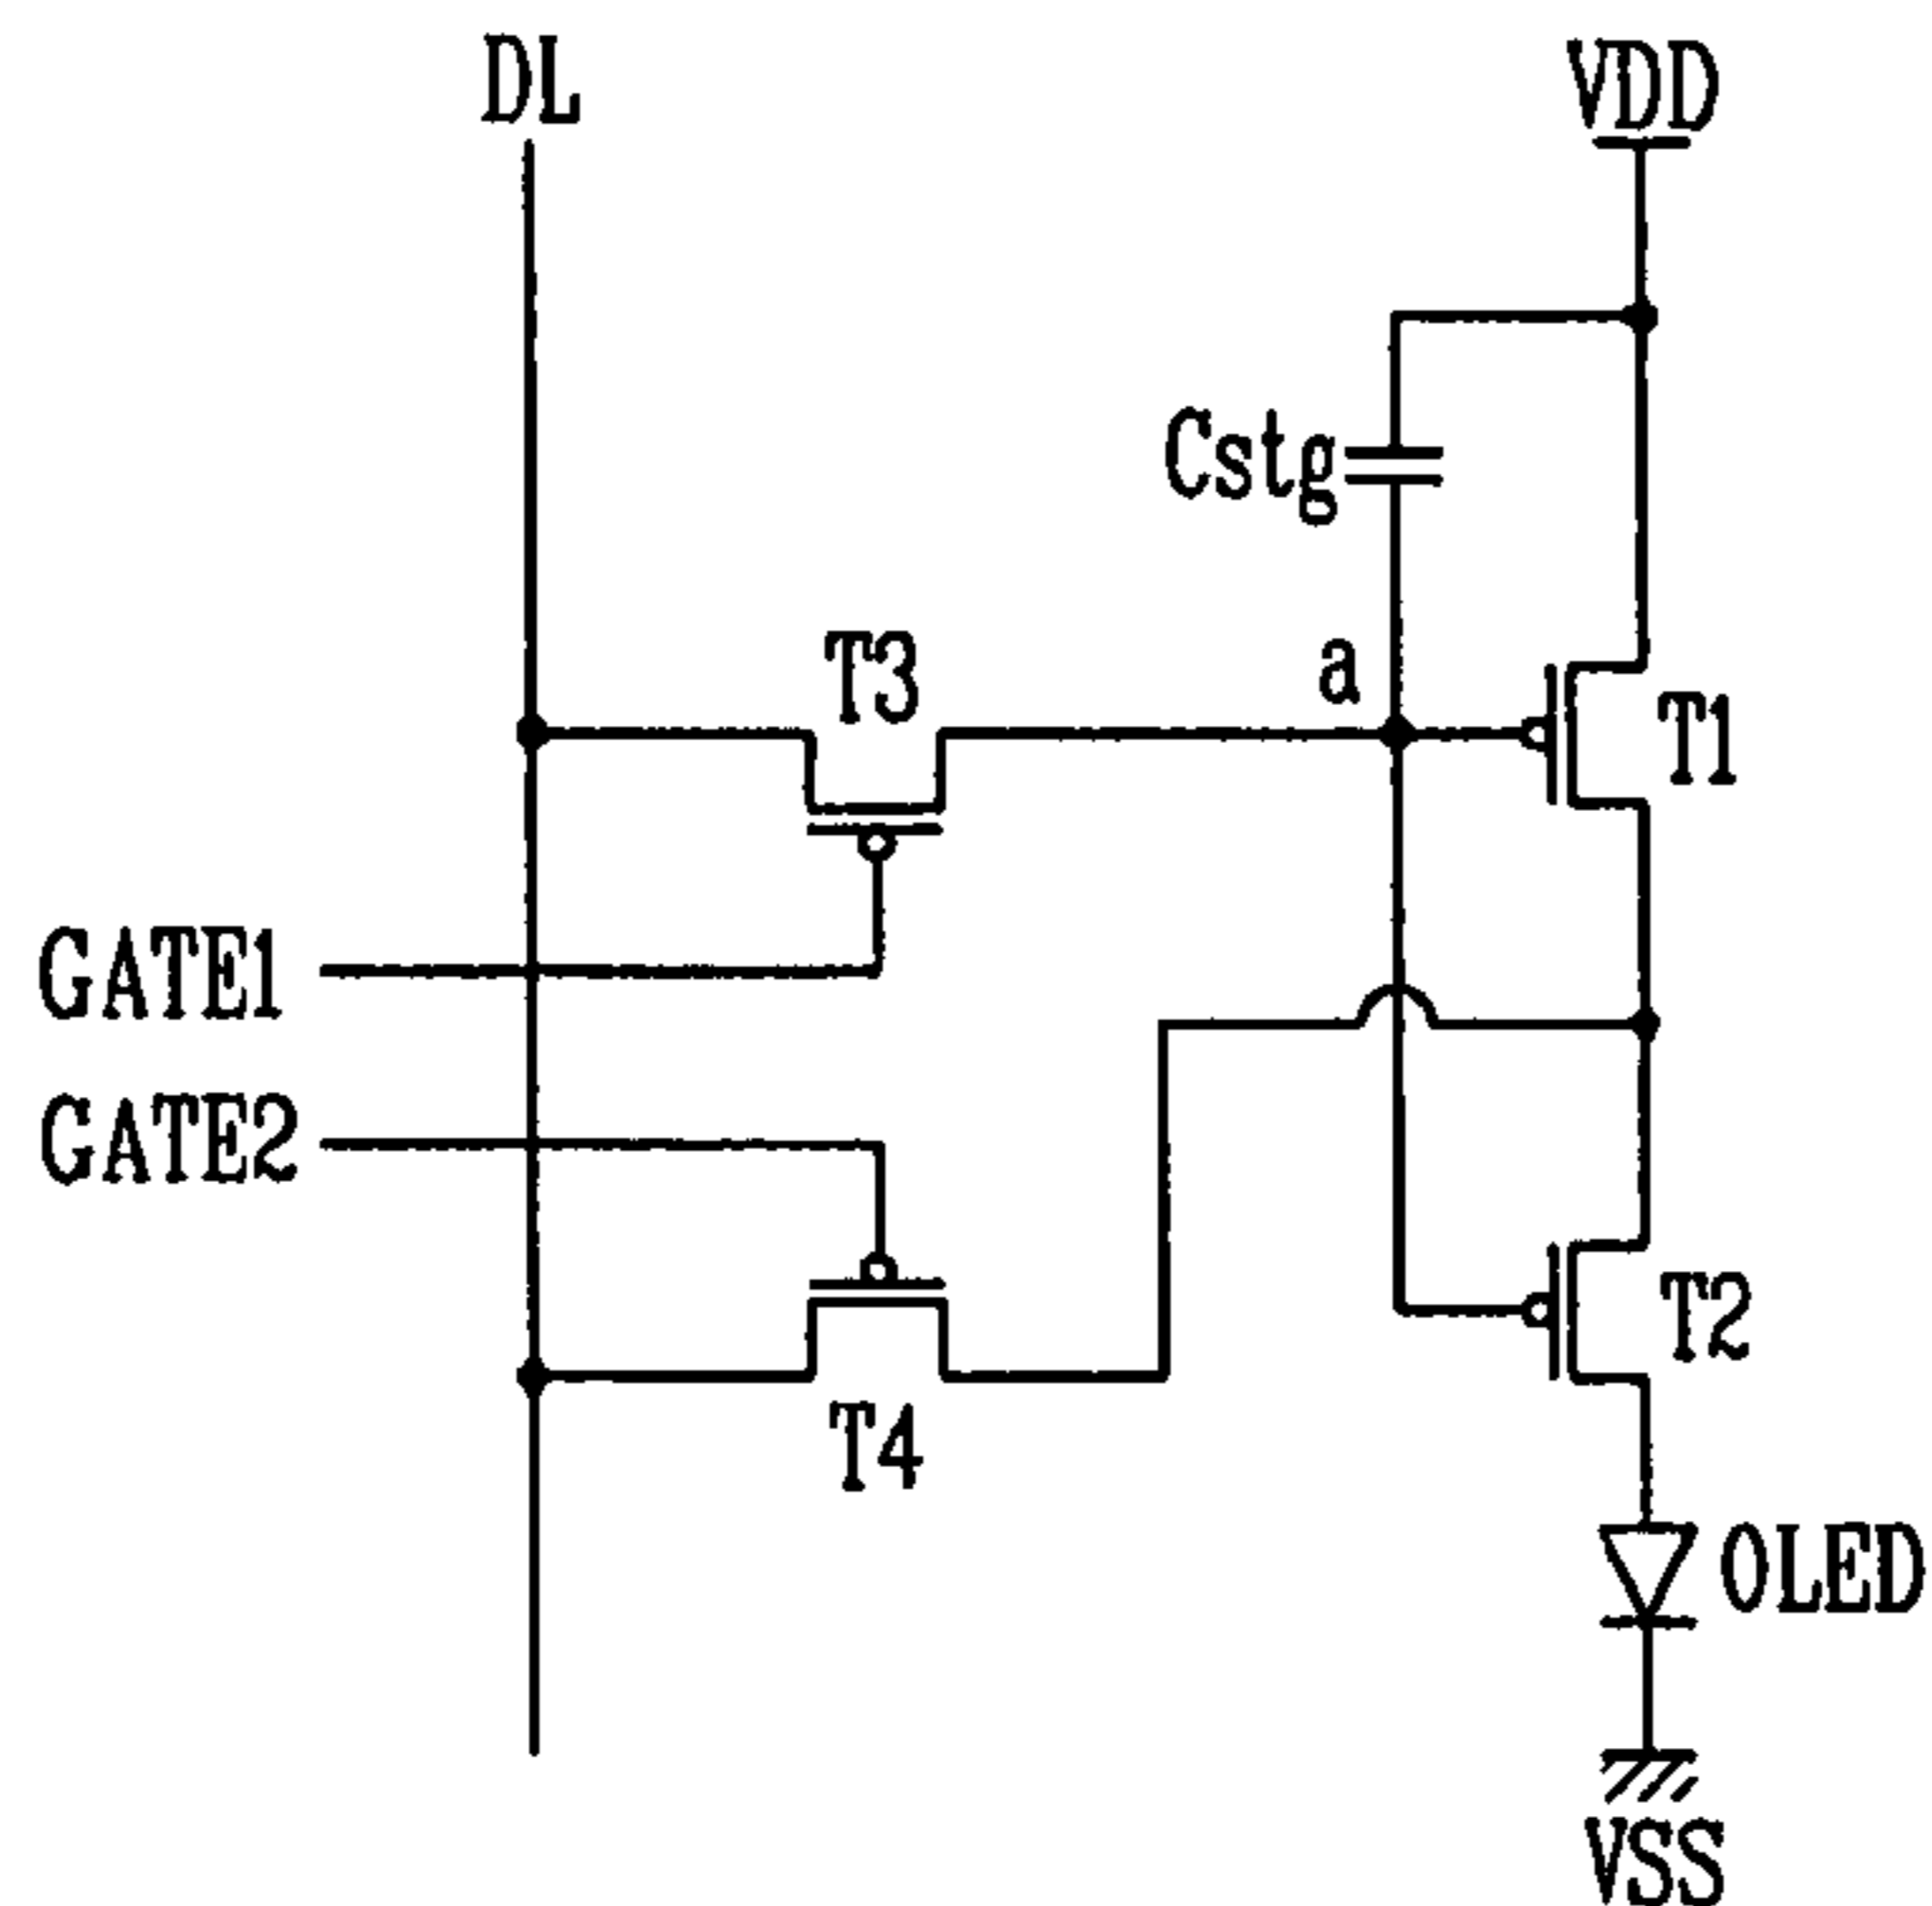 DL
VDD
Cstg
T3
a
T1
GATE1
GATE2
T2
T4
OLED
VSS